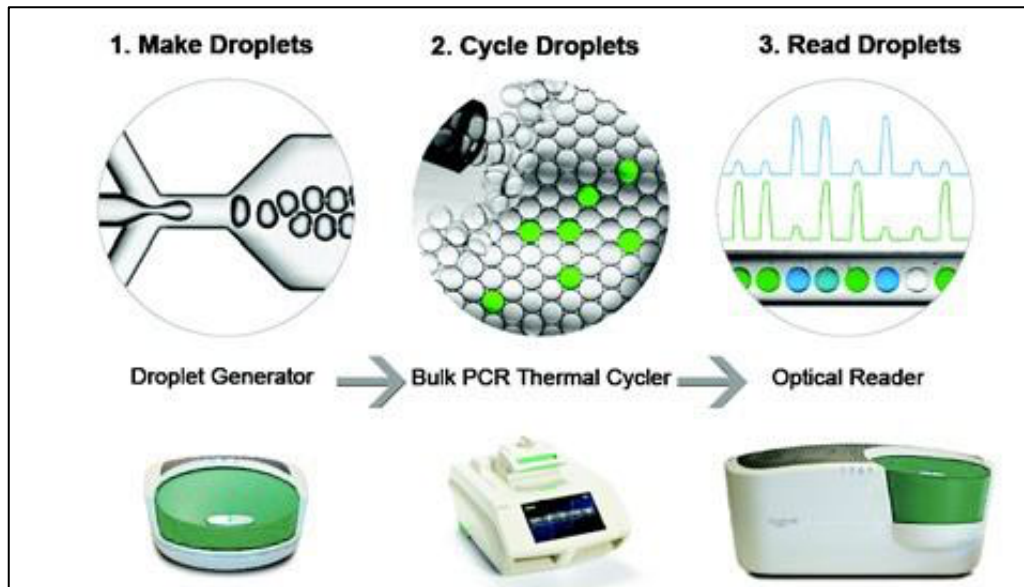 1. Make Droplets
2. Cycle Droplets
3. Read Droplets
Droplet Generator
Bulk PCR Thermal Cycler
Optical Reader